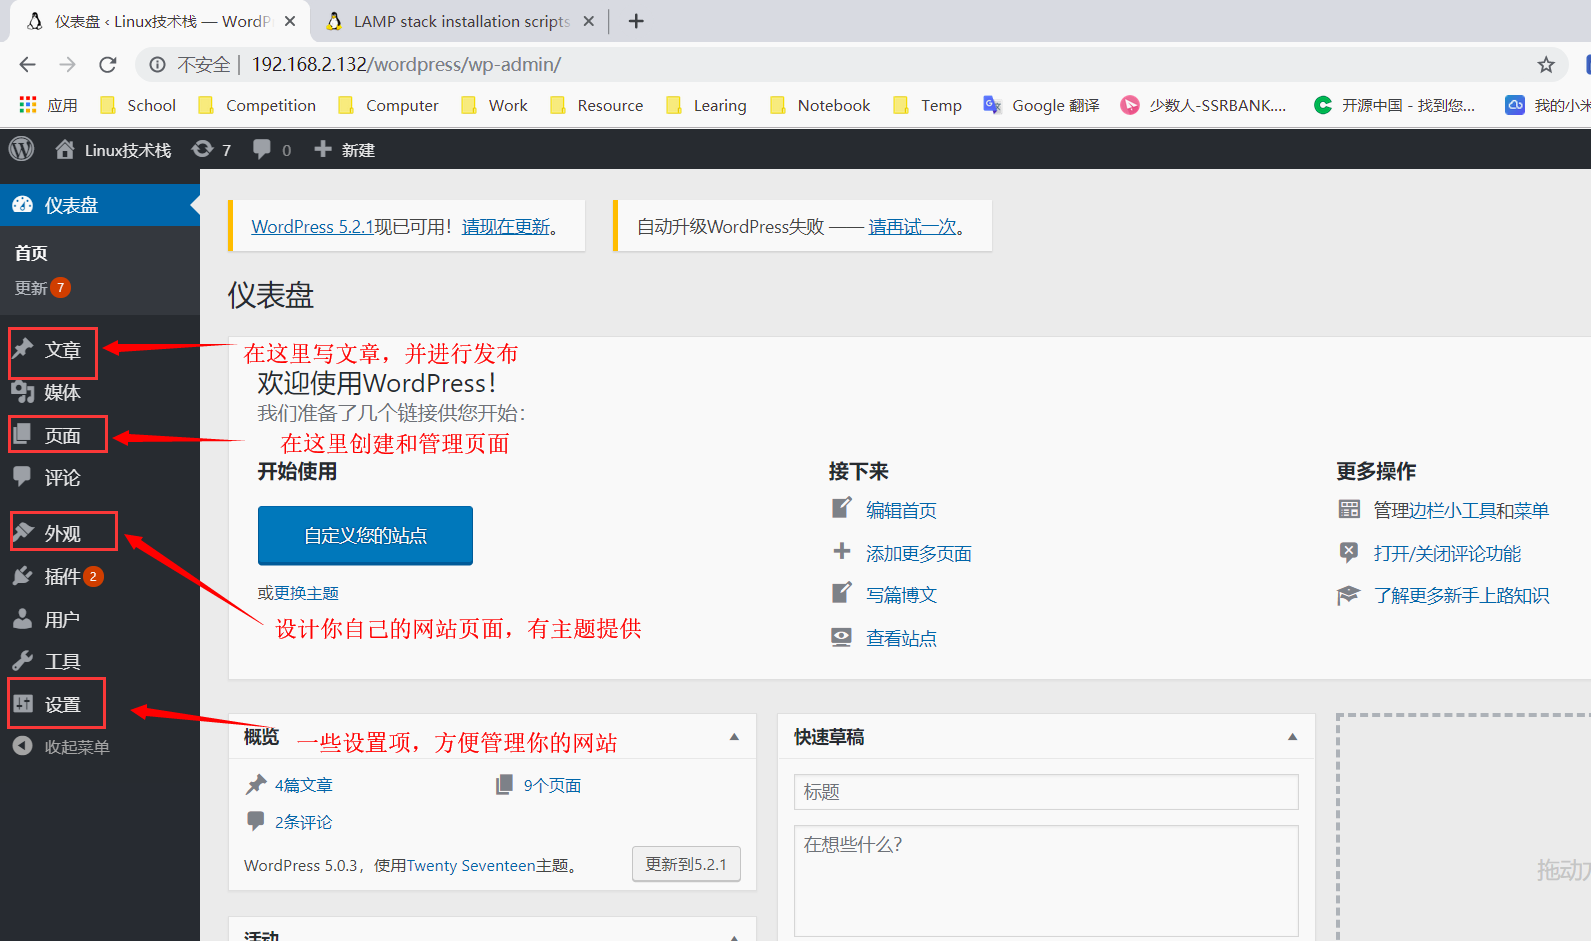 仪表盘 ‹ Linux技术栈 — WordP
LAMP stack installation scripts
不安全 | 192.168.2.132/wordpress/wp-admin/
应用 School Competition Computer Work Resource Learing Notebook Temp Google 翻译 少数人-SSRBANK.... 开源中国 - 找到您... 我的小米
Linux技术栈 7 0 新建
仪表盘
首页
更新 7
文章
媒体
页面
评论
外观
插件 2
用户
工具
设置
收起菜单
WordPress 5.2.1现已可用！请现在更新。
自动升级WordPress失败 —— 请再试一次。
仪表盘
在这里写文章，并进行发布
欢迎使用WordPress！
我们准备了几个链接供您开始：
在这里创建和管理页面
开始使用
自定义您的站点
或更换主题
设计你自己的网站页面，有主题提供
接下来
编辑首页
添加更多页面
写篇博文
查看站点
更多操作
管理边栏小工具和菜单
打开/关闭评论功能
了解更多新手上路知识
概览
一些设置项，方便管理你的网站
4篇文章
9个页面
2条评论
WordPress 5.0.3，使用Twenty Seventeen主题。
更新到5.2.1
活动
快速草稿
标题
在想些什么？
拖动